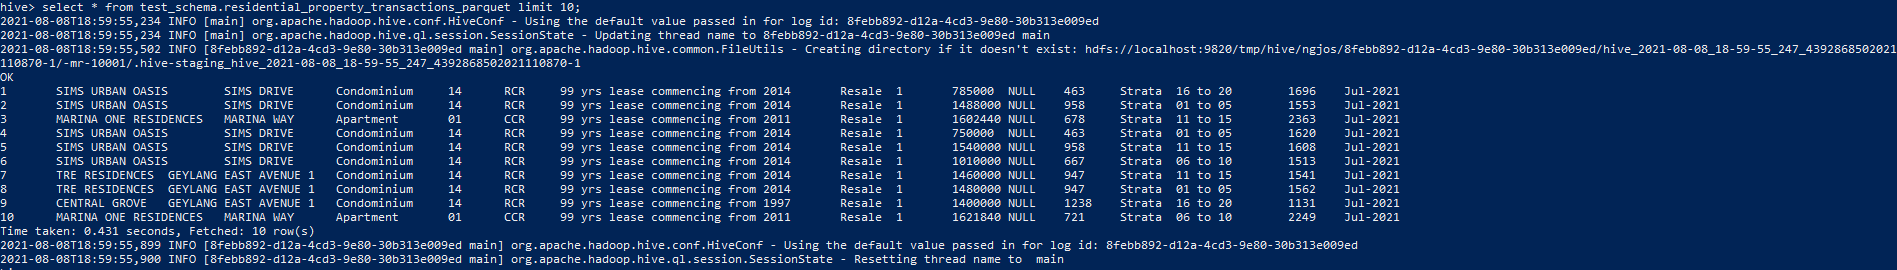 hive> select * from test_schema.residential_property_transactions_parquet limit 10;
2021-08-08T18:59:55,234 INFO [main] org.apache.hadoop.hive.conf.HiveConf - Using the default value passed in for log id: 8febb892-d12a-4cd3-9e80-30b313e009ed
2021-08-08T18:59:55,234 INFO [main] org.apache.hadoop.hive.ql.session.SessionState - Updating thread name to 8febb892-d12a-4cd3-9e80-30b313e009ed main
2021-08-08T18:59:55,502 INFO [8febb892-d12a-4cd3-9e80-30b313e009ed main] org.apache.hadoop.hive.common.FileUtils - Creating directory if it doesn't exist: hdfs://localhost:9820/tmp/hive/ngjos/8febb892-d12a-4cd3-9e80-30b313e009ed/hive_2021-08-08_18-59-55_247_4392868502021
110870-1/-mr-10001/.hive-staging_hive_2021-08-08_18-59-55_247_4392868502021110870-1
OK
1 SIMS URBAN OASIS SIMS DRIVE Condominium 14 RCR 99 yrs lease commencing from 2014 Resale 1 785000 NULL 463 Strata 16 to 20 1696 Jul-2021
2 SIMS URBAN OASIS SIMS DRIVE Condominium 14 RCR 99 yrs lease commencing from 2014 Resale 1 1488000 NULL 958 Strata 01 to 05 1553 Jul-2021
3 MARINA ONE RESIDENCES MARINA WAY Apartment 01 CCR 99 yrs lease commencing from 2011 Resale 1 1602440 NULL 678 Strata 11 to 15 2363 Jul-2021
4 SIMS URBAN OASIS SIMS DRIVE Condominium 14 RCR 99 yrs lease commencing from 2014 Resale 1 750000 NULL 463 Strata 01 to 05 1620 Jul-2021
5 SIMS URBAN OASIS SIMS DRIVE Condominium 14 RCR 99 yrs lease commencing from 2014 Resale 1 1540000 NULL 958 Strata 11 to 15 1608 Jul-2021
6 SIMS URBAN OASIS SIMS DRIVE Condominium 14 RCR 99 yrs lease commencing from 2014 Resale 1 1010000 NULL 667 Strata 06 to 10 1513 Jul-2021
7 TRE RESIDENCES GEYLANG EAST AVENUE 1 Condominium 14 RCR 99 yrs lease commencing from 2014 Resale 1 1460000 NULL 947 Strata 11 to 15 1541 Jul-2021
8 TRE RESIDENCES GEYLANG EAST AVENUE 1 Condominium 14 RCR 99 yrs lease commencing from 2014 Resale 1 1480000 NULL 947 Strata 01 to 05 1562 Jul-2021
9 CENTRAL GROVE GEYLANG EAST AVENUE 1 Condominium 14 RCR 99 yrs lease commencing from 1997 Resale 1 1400000 NULL 1238 Strata 16 to 20 1131 Jul-2021
10 MARINA ONE RESIDENCES MARINA WAY Apartment 01 CCR 99 yrs lease commencing from 2011 Resale 1 1621840 NULL 721 Strata 06 to 10 2249 Jul-2021
Time taken: 0.431 seconds, Fetched: 10 row(s)
2021-08-08T18:59:55,899 INFO [8febb892-d12a-4cd3-9e80-30b313e009ed main] org.apache.hadoop.hive.conf.HiveConf - Using the default value passed in for log id: 8febb892-d12a-4cd3-9e80-30b313e009ed
2021-08-08T18:59:55,900 INFO [8febb892-d12a-4cd3-9e80-30b313e009ed main] org.apache.hadoop.hive.ql.session.SessionState - Resetting thread name to  main